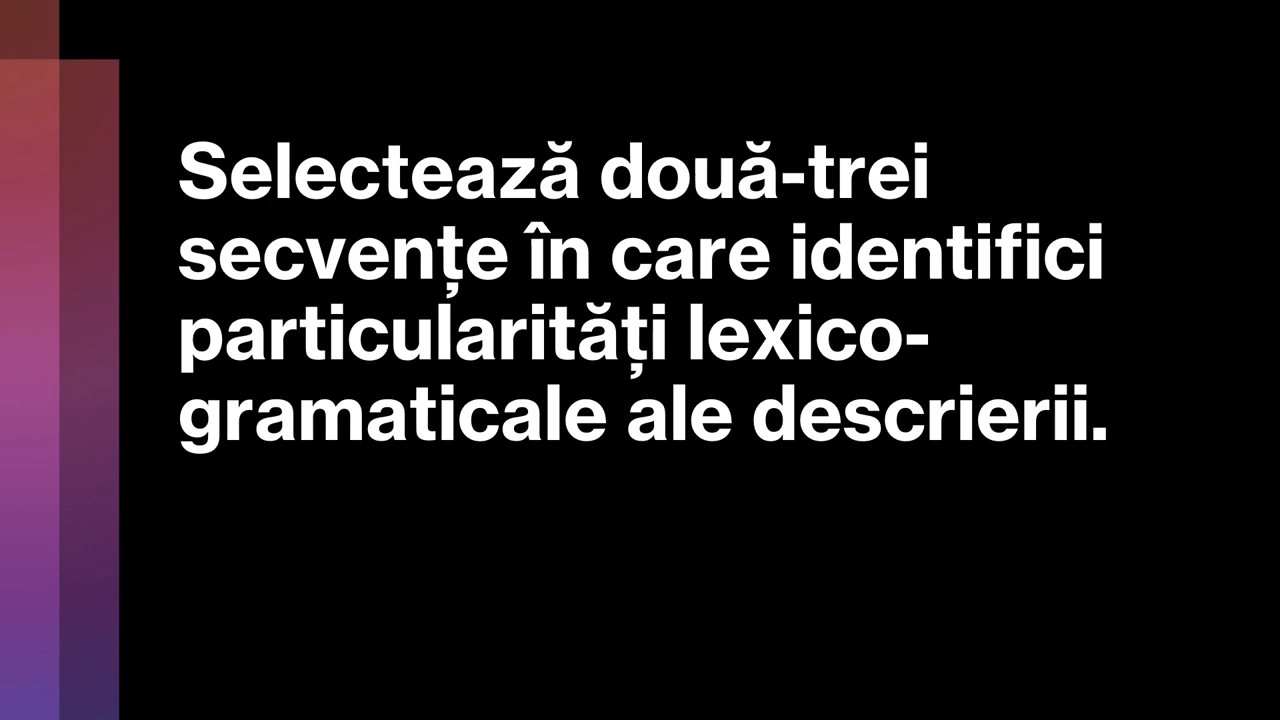 Selectează două-trei
secvențe în care identifici
particularități lexico-
gramaticale ale descrierii.